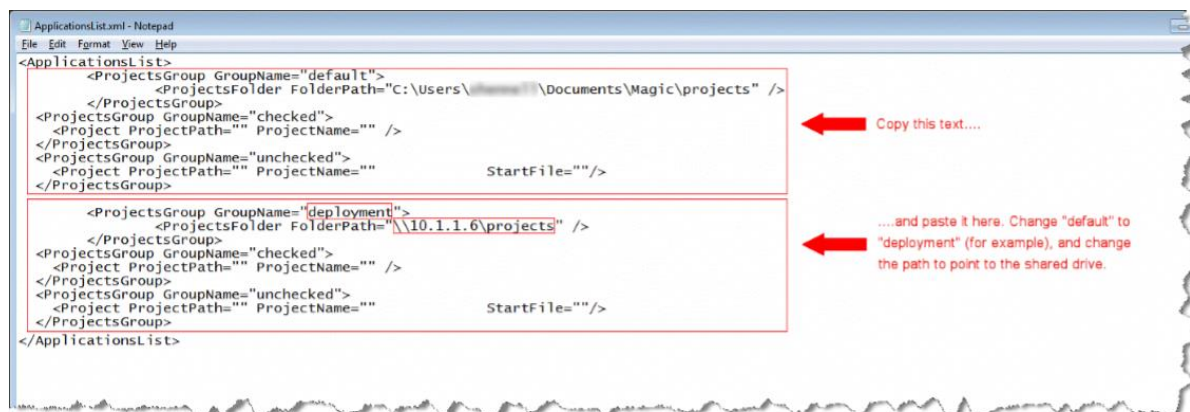 ApplicationsList.xml - Notepad
File Edit Format View Help
<ApplicationsList>
<ProjectsGroup GroupName="default">
<ProjectsFolder FolderPath="C:\Users\ \Documents\Magic\projects" />
</ProjectsGroup>
<ProjectsGroup GroupName="checked">
<Project ProjectPath="" ProjectName="" />
</ProjectsGroup>
<ProjectsGroup GroupName="unchecked">
<Project ProjectPath="" ProjectName="" StartFile=""/>
</ProjectsGroup>
Copy this text....
<ProjectsGroup GroupName="deployment">
<ProjectsFolder FolderPath="\\10.1.1.6\projects" />
</ProjectsGroup>
<ProjectsGroup GroupName="checked">
<Project ProjectPath="" ProjectName="" />
</ProjectsGroup>
<ProjectsGroup GroupName="unchecked">
<Project ProjectPath="" ProjectName="" StartFile=""/>
</ProjectsGroup>
....and paste it here. Change "default" to
"deployment" (for example), and change
the path to point to the shared drive.
</ApplicationsList>